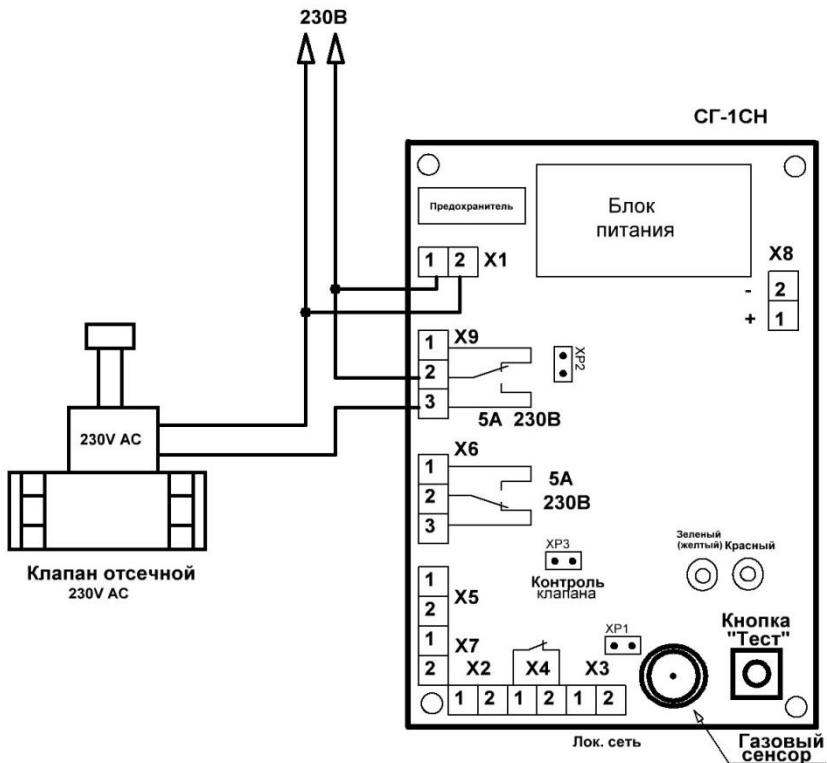 230В
СГ-1СН
Предохранитель
Блок
питания
1 2 X1
X8
- 2
+ 1
X9
1
2
3
XP2
5А 230В
230V AC
X6
1
2
3
5А
230В
Клапан отсечной
230V AC
XP3
Контроль
клапана
Зеленый
(желтый) Красный
1
2
X5
1
2
X7
XP1
Кнопка
"Тест"
X2 X4 X3
1 2 1 2 1 2
Лок. сеть
Газовый
сенсор